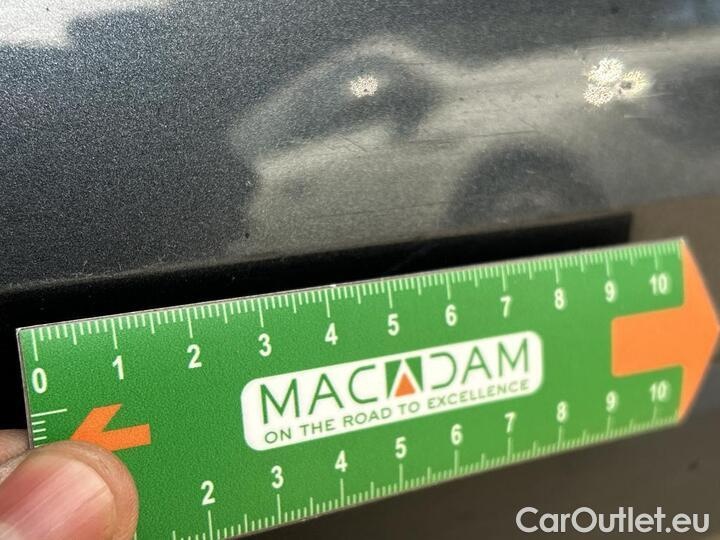 0 1 2 3 4 5 6 7 8 9 10
MACADAM
ON THE ROAD TO EXCELLENCE
2 3 4 5 6 7 8 9 10
CarOutlet.eu